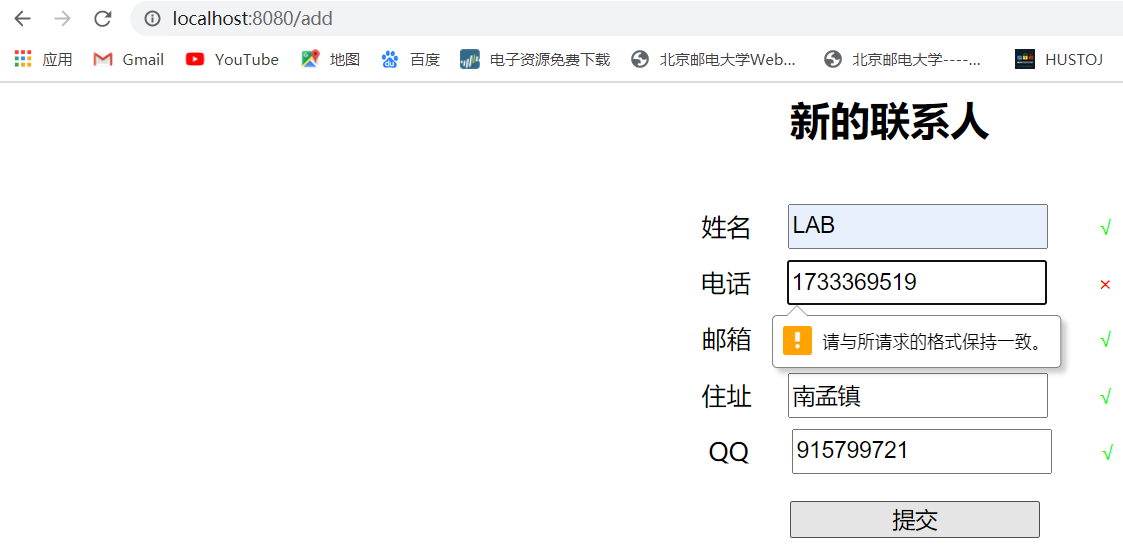 localhost:8080/add
应用 Gmail YouTube 地图 百度 电子资源免费下载 北京邮电大学Web... 北京邮电大学----... HUSTOJ
新的联系人
姓名 LAB √
电话 1733369519 ×
邮箱 请与所请求的格式保持一致。 √
住址 南孟镇 √
QQ 915799721 √
提交